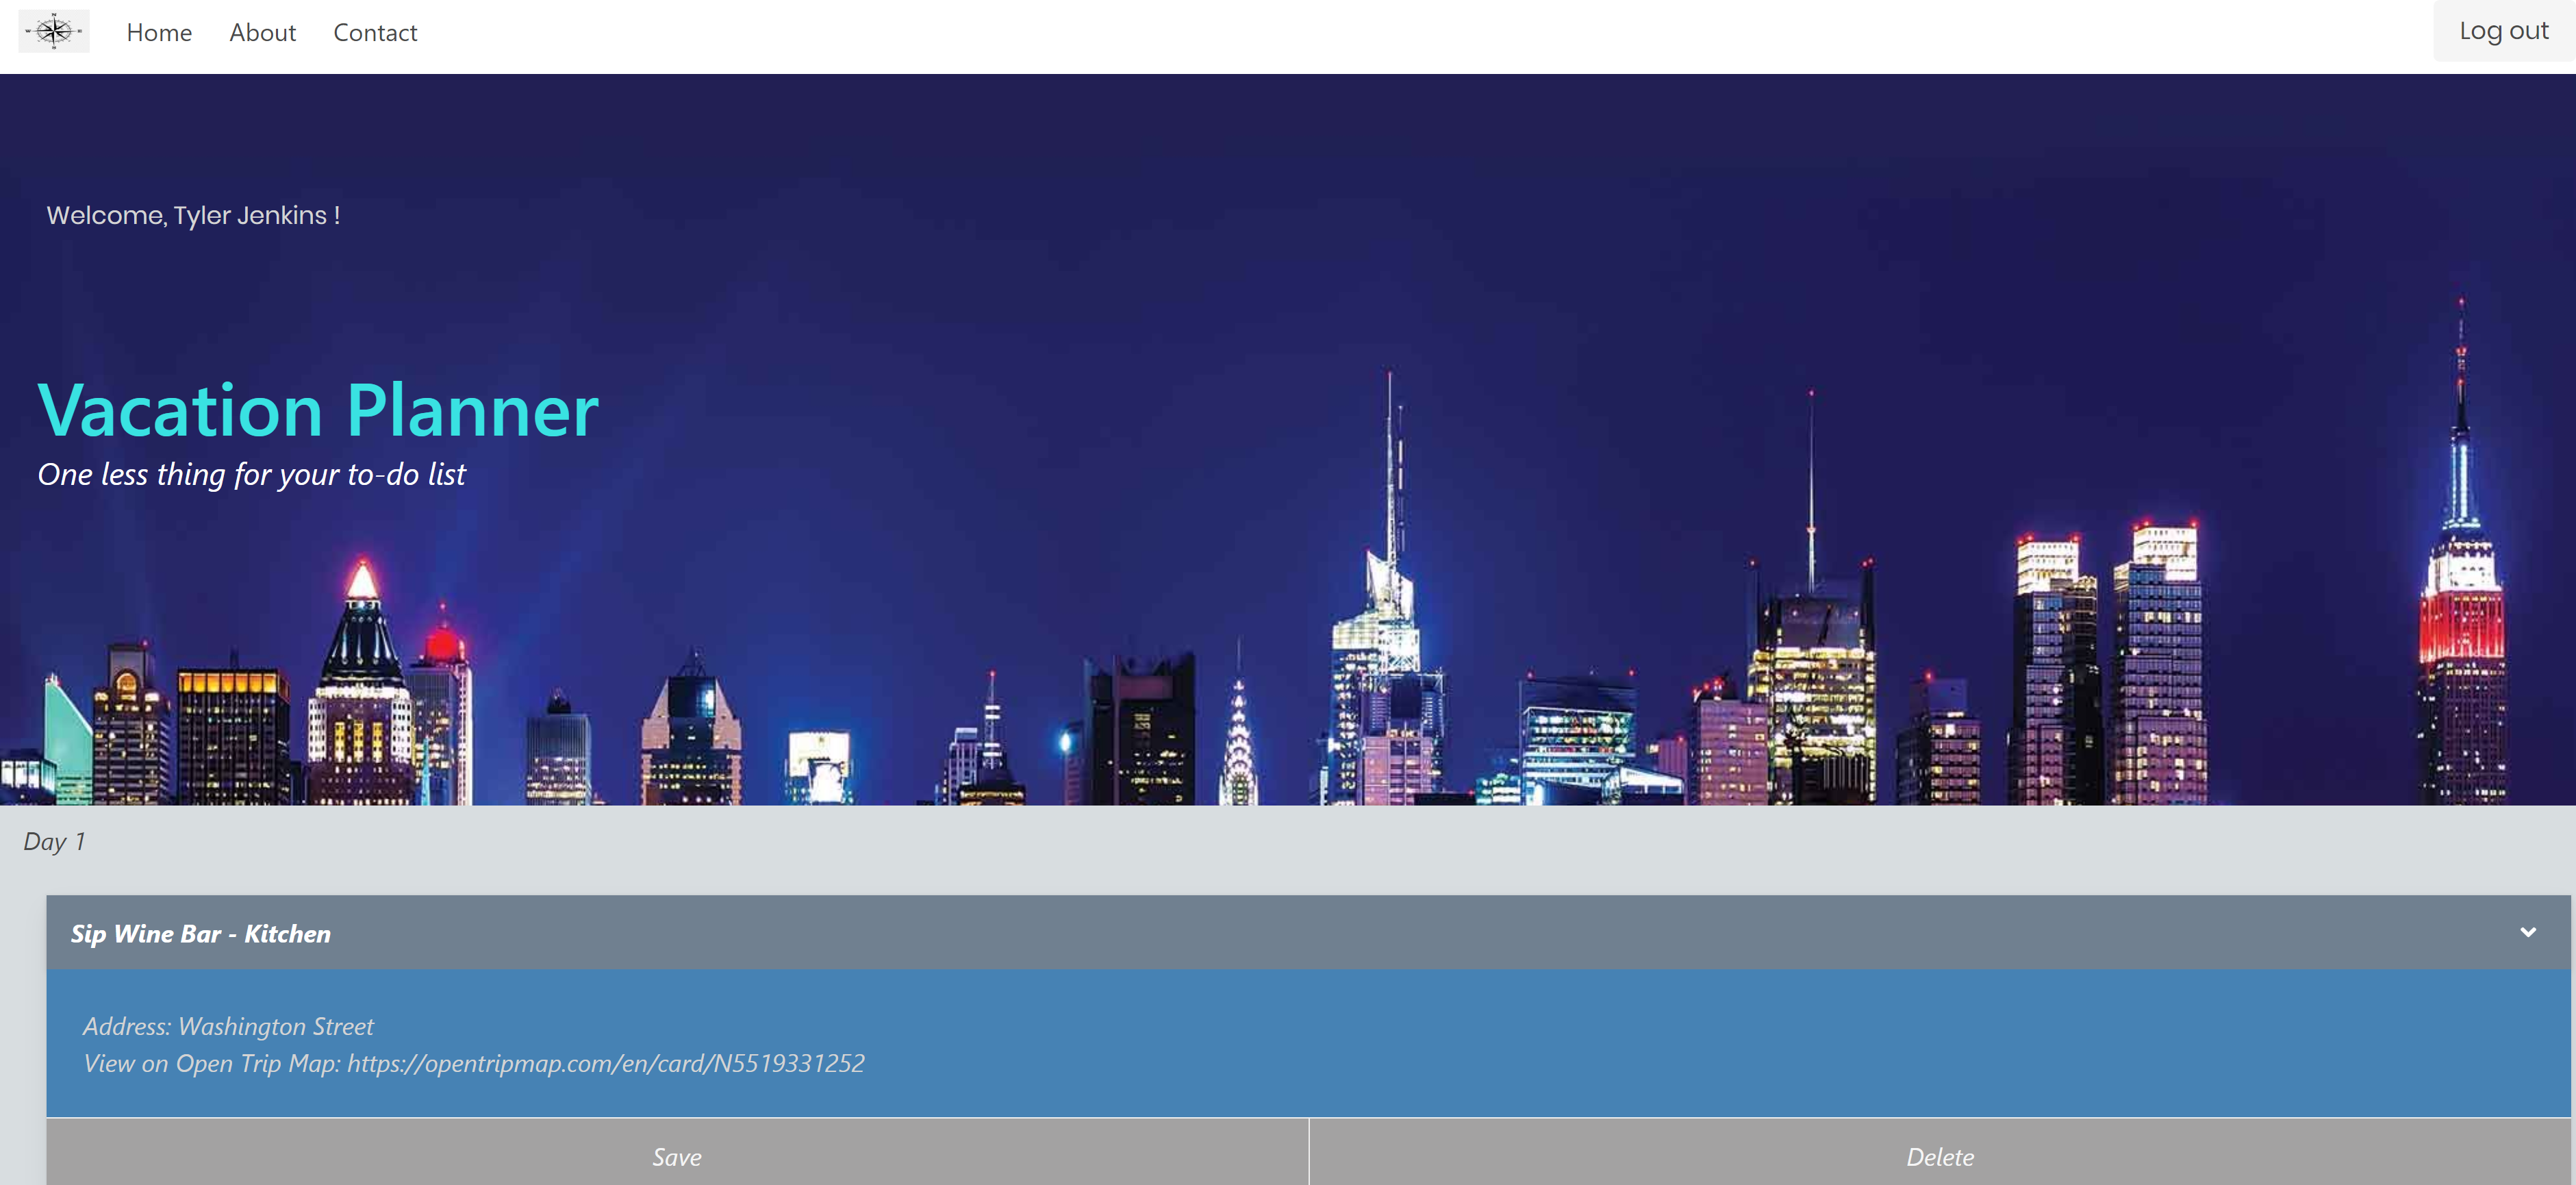 Home About Contact Log out
Welcome, Tyler Jenkins !
Vacation Planner
One less thing for your to-do list
Day 1
Sip Wine Bar - Kitchen
Address: Washington Street
View on Open Trip Map: https://opentripmap.com/en/card/N5519331252
Save Delete